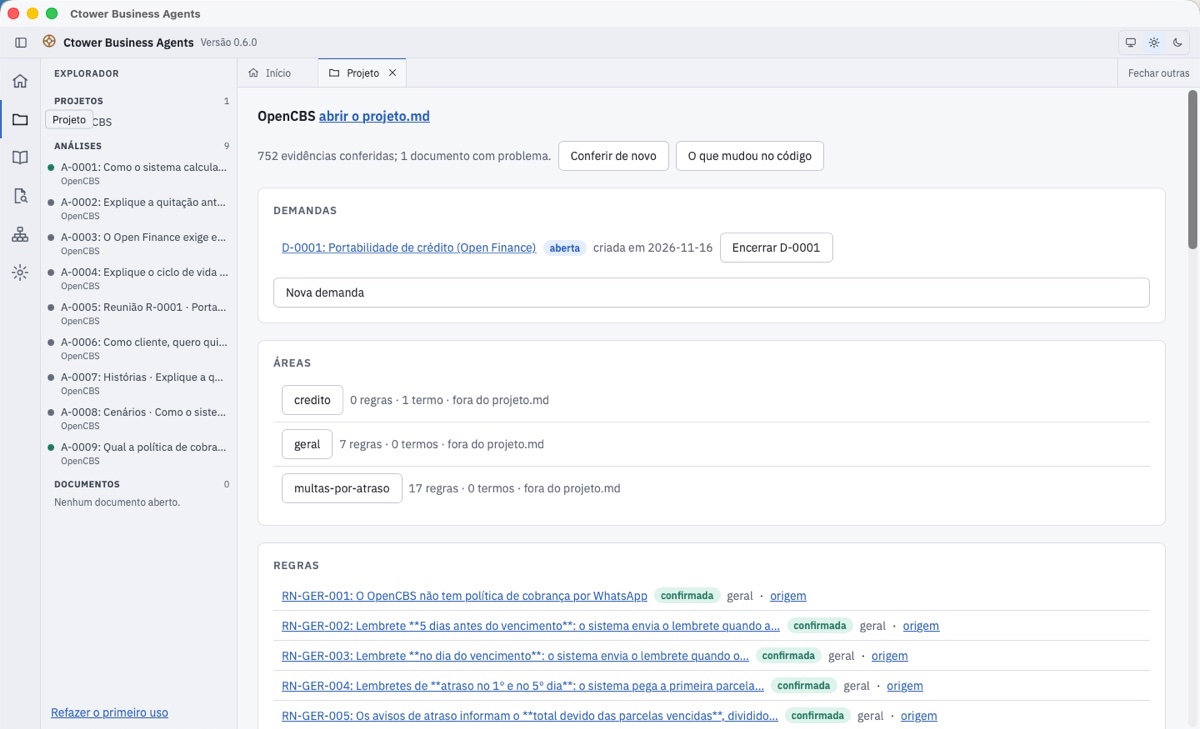 Ctower Business Agents
Ctower Business Agents Versão 0.6.0
EXPLORADOR
PROJETOS 1
Projeto
CBS
ANÁLISES 9
A-0001: Como o sistema calcula...
OpenCBS
A-0002: Explique a quitação ant...
OpenCBS
A-0003: O Open Finance exige e...
OpenCBS
A-0004: Explique o ciclo de vida ...
OpenCBS
A-0005: Reunião R-0001 · Porta...
OpenCBS
A-0006: Como cliente, quero qui...
OpenCBS
A-0007: Histórias · Explique a q...
OpenCBS
A-0008: Cenários · Como o siste...
OpenCBS
A-0009: Qual a política de cobra...
OpenCBS
DOCUMENTOS 0
Nenhum documento aberto.
Refazer o primeiro uso
Início
Projeto
Fechar outras
OpenCBS abrir o projeto.md
752 evidências conferidas; 1 documento com problema. Conferir de novo O que mudou no código
DEMANDAS
D-0001: Portabilidade de crédito (Open Finance) aberta criada em 2026-11-16 Encerrar D-0001
Nova demanda
ÁREAS
credito 0 regras · 1 termo · fora do projeto.md
geral 7 regras · 0 termos · fora do projeto.md
multas-por-atraso 17 regras · 0 termos · fora do projeto.md
REGRAS
RN-GER-001: O OpenCBS não tem política de cobrança por WhatsApp confirmada geral · origem
RN-GER-002: Lembrete **5 dias antes do vencimento**: o sistema envia o lembrete quando a... confirmada geral · origem
RN-GER-003: Lembrete **no dia do vencimento**: o sistema envia o lembrete quando o... confirmada geral · origem
RN-GER-004: Lembretes de **atraso no 1º e no 5º dia**: o sistema pega a primeira parcela... confirmada geral · origem
RN-GER-005: Os avisos de atraso informam o **total devido das parcelas vencidas**, dividido... confirmada geral · origem